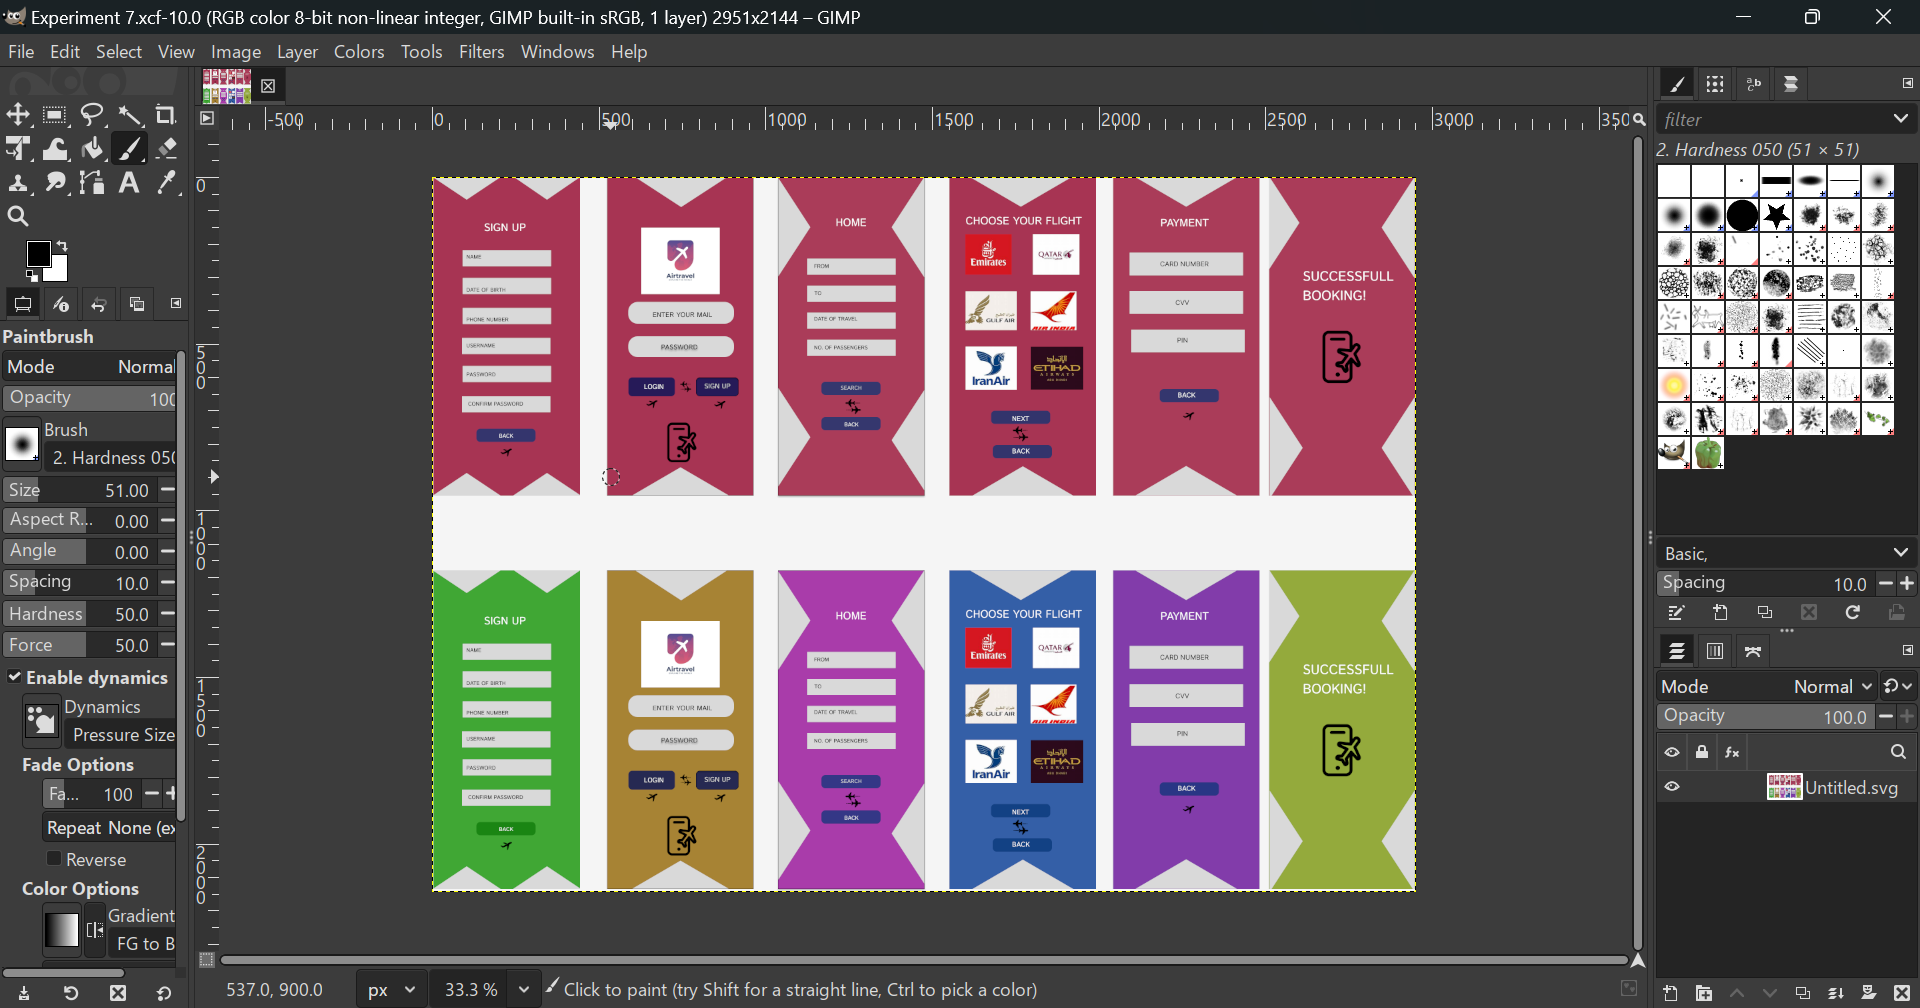 Experiment 7.xcf-10.0 (RGB color 8-bit non-linear integer, GIMP built-in sRGB, 1 layer) 2951x2144 – GIMP
File Edit Select View Image Layer Colors Tools Filters Windows Help
-500 0 500 1000 1500 2000 2500 3000 350
filter
2. Hardness 050 (51 × 51)
Paintbrush
Mode Normal
Opacity 100
Brush
2. Hardness 050
Size 51.00
Aspect R... 0.00
Angle 0.00
Spacing 10.0
Hardness 50.0
Force 50.0
Enable dynamics
Dynamics
Pressure Size
Fade Options
Fa... 100
Repeat None (ex
Reverse
Color Options
Gradient
FG to B
0
500
1000
1500
2000
SIGN UP
NAME
DATE OF BIRTH
PHONE NUMBER
USERNAME
PASSWORD
CONFIRM PASSWORD
BACK
Airtravel
ENTER YOUR MAIL
PASSWORD
LOGIN SIGN UP
HOME
FROM
TO
DATE OF TRAVEL
NO. OF PASSENGERS
SEARCH
BACK
CHOOSE YOUR FLIGHT
Emirates QATAR
GULF AIR AIR INDIA
IranAir ETIHAD
AIRWAYS
ABU DHABI
NEXT
BACK
PAYMENT
CARD NUMBER
CVV
PIN
BACK
SUCCESSFULL
BOOKING!
SIGN UP
NAME
DATE OF BIRTH
PHONE NUMBER
USERNAME
PASSWORD
CONFIRM PASSWORD
BACK
Airtravel
ENTER YOUR MAIL
PASSWORD
LOGIN SIGN UP
HOME
FROM
TO
DATE OF TRAVEL
NO. OF PASSENGERS
SEARCH
BACK
CHOOSE YOUR FLIGHT
Emirates QATAR
GULF AIR AIR INDIA
IranAir ETIHAD
AIRWAYS
ABU DHABI
NEXT
BACK
PAYMENT
CARD NUMBER
CVV
PIN
BACK
SUCCESSFULL
BOOKING!
Basic,
Spacing 10.0
Mode Normal
Opacity 100.0
Untitled.svg
537.0, 900.0 px 33.3 % Click to paint (try Shift for a straight line, Ctrl to pick a color)